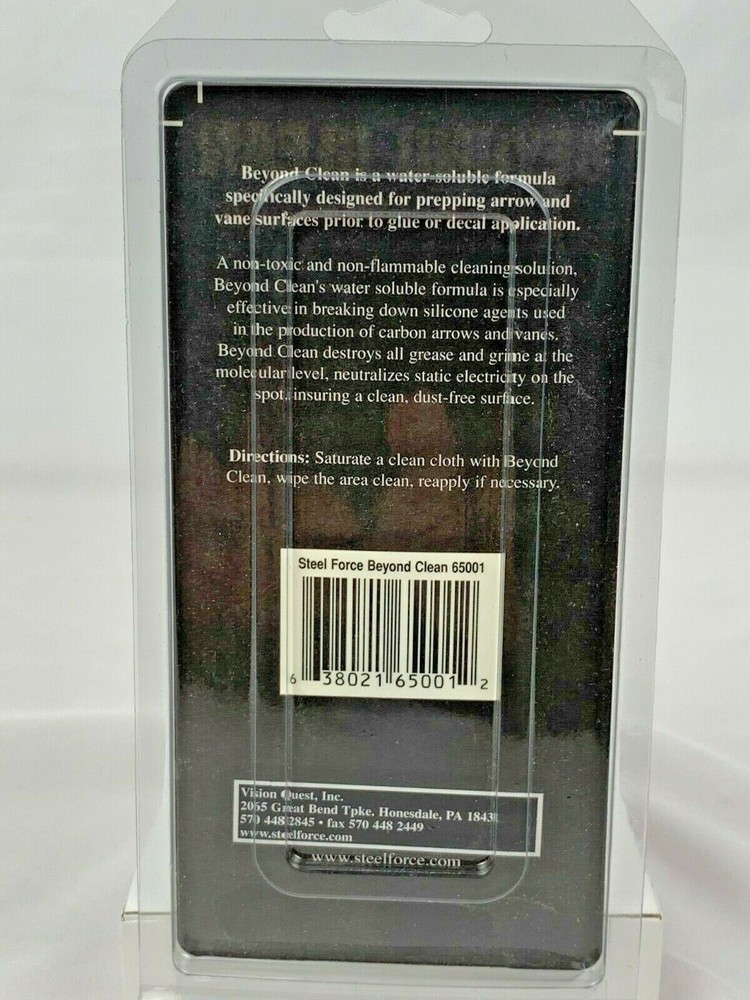 Beyond Clean is a water-soluble formula
specifically designed for prepping arrow and
vane surfaces prior to glue or decal application.
A non-toxic and non-flammable cleaning solution,
Beyond Clean's water soluble formula is especially
effective in breaking down silicone agents used
in the production of carbon arrows and vanes.
Beyond Clean destroys all grease and grime at the
molecular level, neutralizes static electricity on the
spot, insuring a clean, dust-free surface.
Directions: Saturate a clean cloth with Beyond
Clean, wipe the area clean, reapply if necessary.
Steel Force Beyond Clean 65001
6 38021 65001 2
Vision Quest, Inc.
2065 Great Bend Tpke. Honesdale, PA 18431
570 448 2845 • fax 570 448 2449
www.steelforce.com
www.steelforce.com